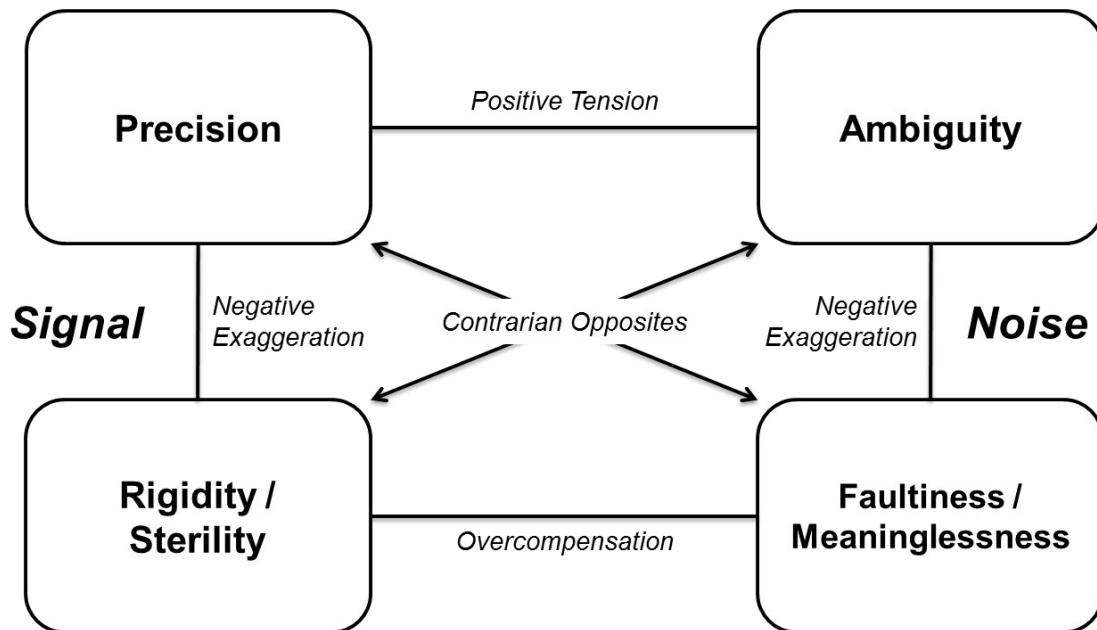 Positive Tension
Precision
Ambiguity
Signal
Negative
Exaggeration
Contrarian Opposites
Negative
Exaggeration
Noise
Rigidity /
Sterility
Overcompensation
Faultiness /
Meaninglessness